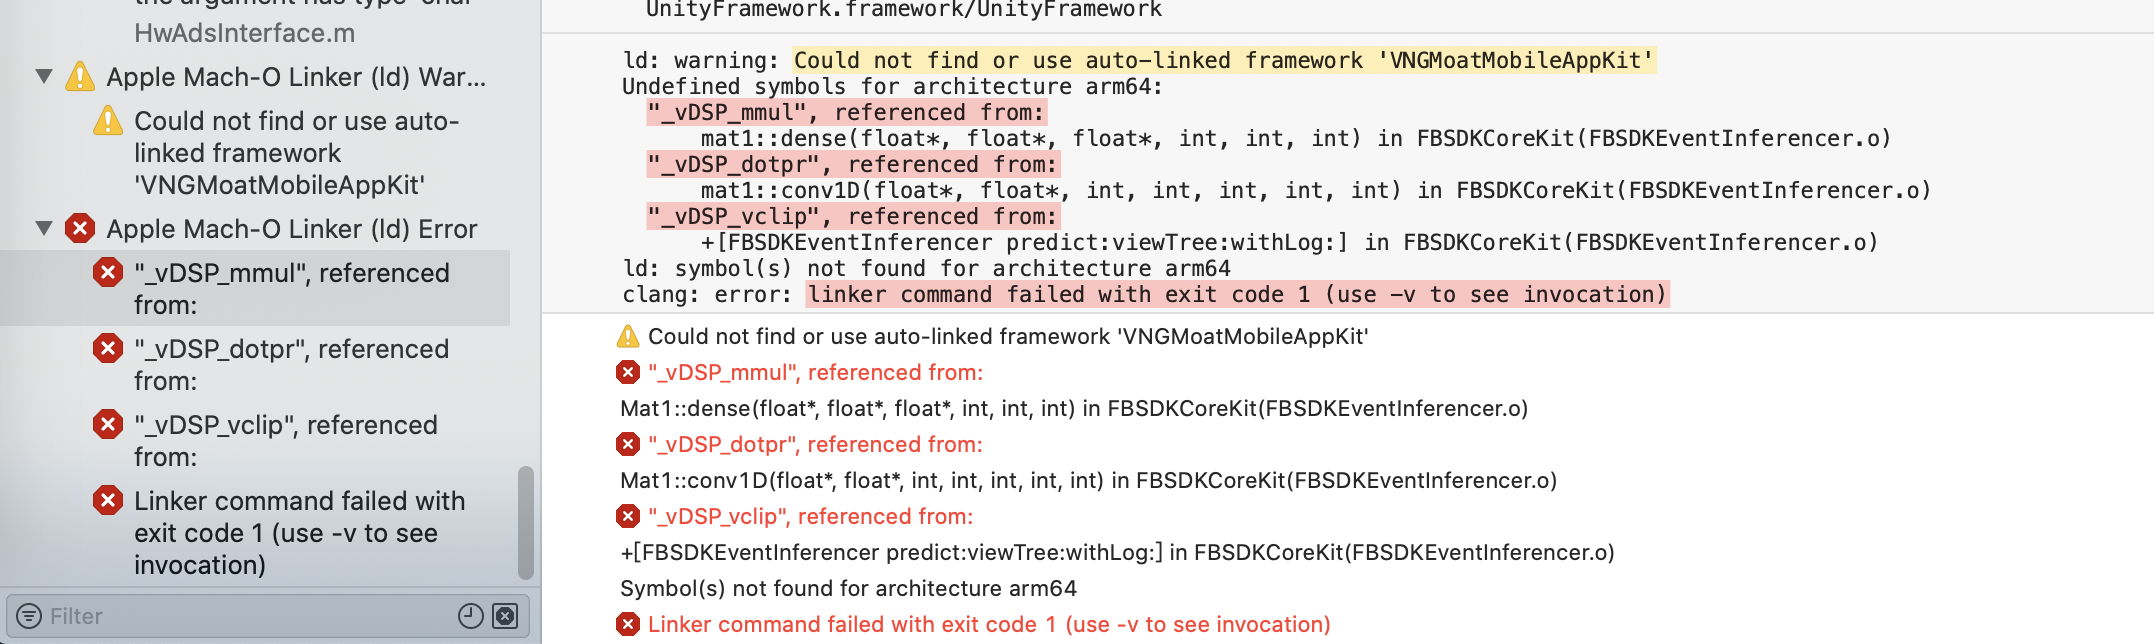 the argument has type 'char
HwAdsInterface.m
Apple Mach-O Linker (ld) War...
Could not find or use auto-
linked framework
'VNGMoatMobileAppKit'
Apple Mach-O Linker (ld) Error
"_vDSP_mmul", referenced
from:
"_vDSP_dotpr", referenced
from:
"_vDSP_vclip", referenced
from:
Linker command failed with
exit code 1 (use -v to see
invocation)
Filter
UnityFramework.framework/UnityFramework
ld: warning: Could not find or use auto-linked framework 'VNGMoatMobileAppKit'
Undefined symbols for architecture arm64:
"_vDSP_mmul", referenced from:
mat1::dense(float*, float*, float*, int, int, int) in FBSDKCoreKit(FBSDKEventInferencer.o)
"_vDSP_dotpr", referenced from:
mat1::conv1D(float*, float*, int, int, int, int, int) in FBSDKCoreKit(FBSDKEventInferencer.o)
"_vDSP_vclip", referenced from:
+[FBSDKEventInferencer predict:viewTree:withLog:] in FBSDKCoreKit(FBSDKEventInferencer.o)
ld: symbol(s) not found for architecture arm64
clang: error: linker command failed with exit code 1 (use -v to see invocation)
Could not find or use auto-linked framework 'VNGMoatMobileAppKit'
"_vDSP_mmul", referenced from:
Mat1::dense(float*, float*, float*, int, int, int) in FBSDKCoreKit(FBSDKEventInferencer.o)
"_vDSP_dotpr", referenced from:
Mat1::conv1D(float*, float*, int, int, int, int, int) in FBSDKCoreKit(FBSDKEventInferencer.o)
"_vDSP_vclip", referenced from:
+[FBSDKEventInferencer predict:viewTree:withLog:] in FBSDKCoreKit(FBSDKEventInferencer.o)
Symbol(s) not found for architecture arm64
Linker command failed with exit code 1 (use -v to see invocation)